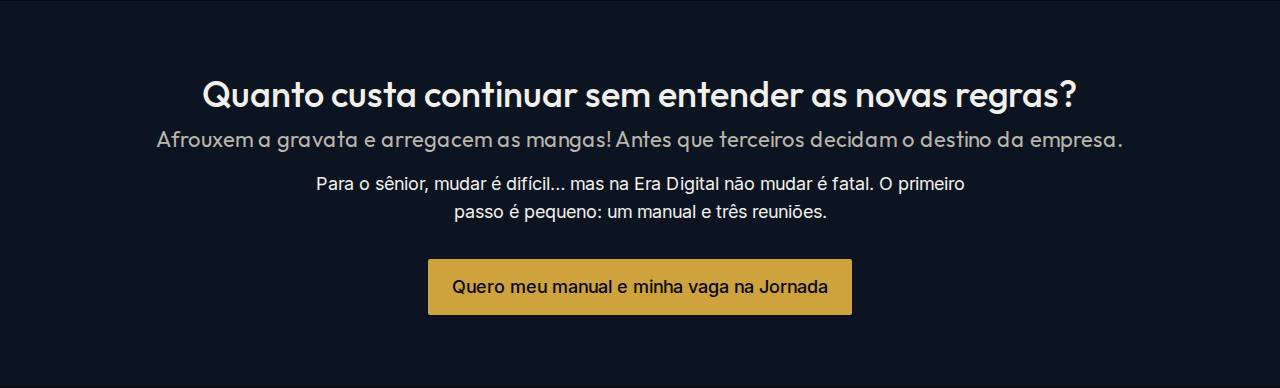 Quanto custa continuar sem entender as novas regras?
Afrouxem a gravata e arregacem as mangas! Antes que terceiros decidam o destino da empresa.
Para o sênior, mudar é difícil... mas na Era Digital não mudar é fatal. O primeiro
passo é pequeno: um manual e três reuniões.
Quero meu manual e minha vaga na Jornada